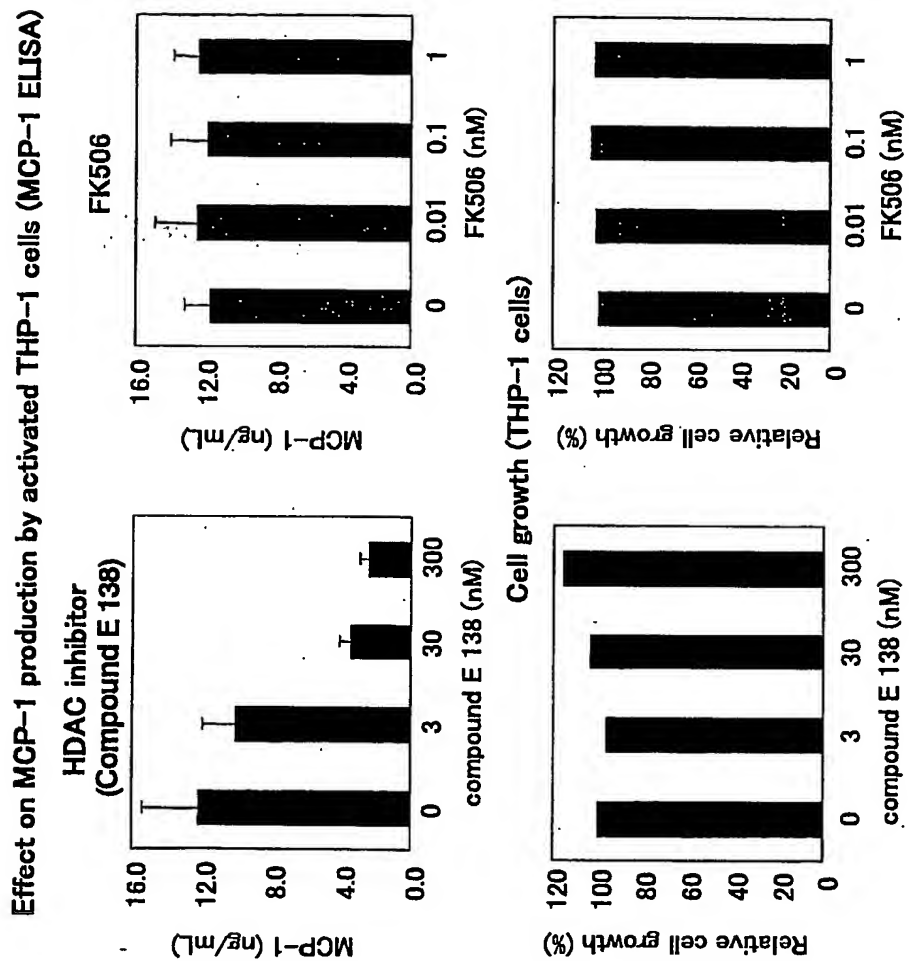 Effect on MCP-1 production by activated THP-1 cells (MCP-1 ELISA)
HDAC inhibitor
(Compound E 138)
MCP-1 (ng/mL)
16.0
12.0
8.0
4.0
0.0
0 3 30 300
compound E 138 (nM)
FK506
MCP-1 (ng/mL)
16.0
12.0
8.0
4.0
0.0
0 0.01 0.1 1
FK506 (nM)
Cell growth (THP-1 cells)
Relative cell growth (%)
120
100
80
60
40
20
0
0 3 30 300
compound E 138 (nM)
Relative cell growth (%)
120
100
80
60
40
20
0
0 0.01 0.1 1
FK506 (nM)